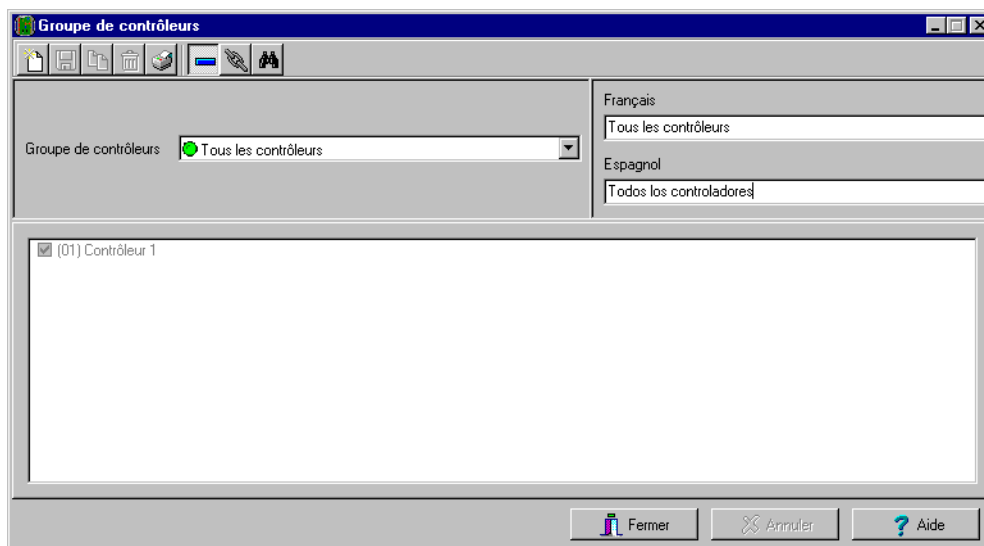 Groupe de contrôleurs
Français
Tous les contrôleurs
Groupe de contrôleurs
Tous les contrôleurs
Espagnol
Todos los controladores
(01) Contrôleur 1
Fermer
Annuler
Aide